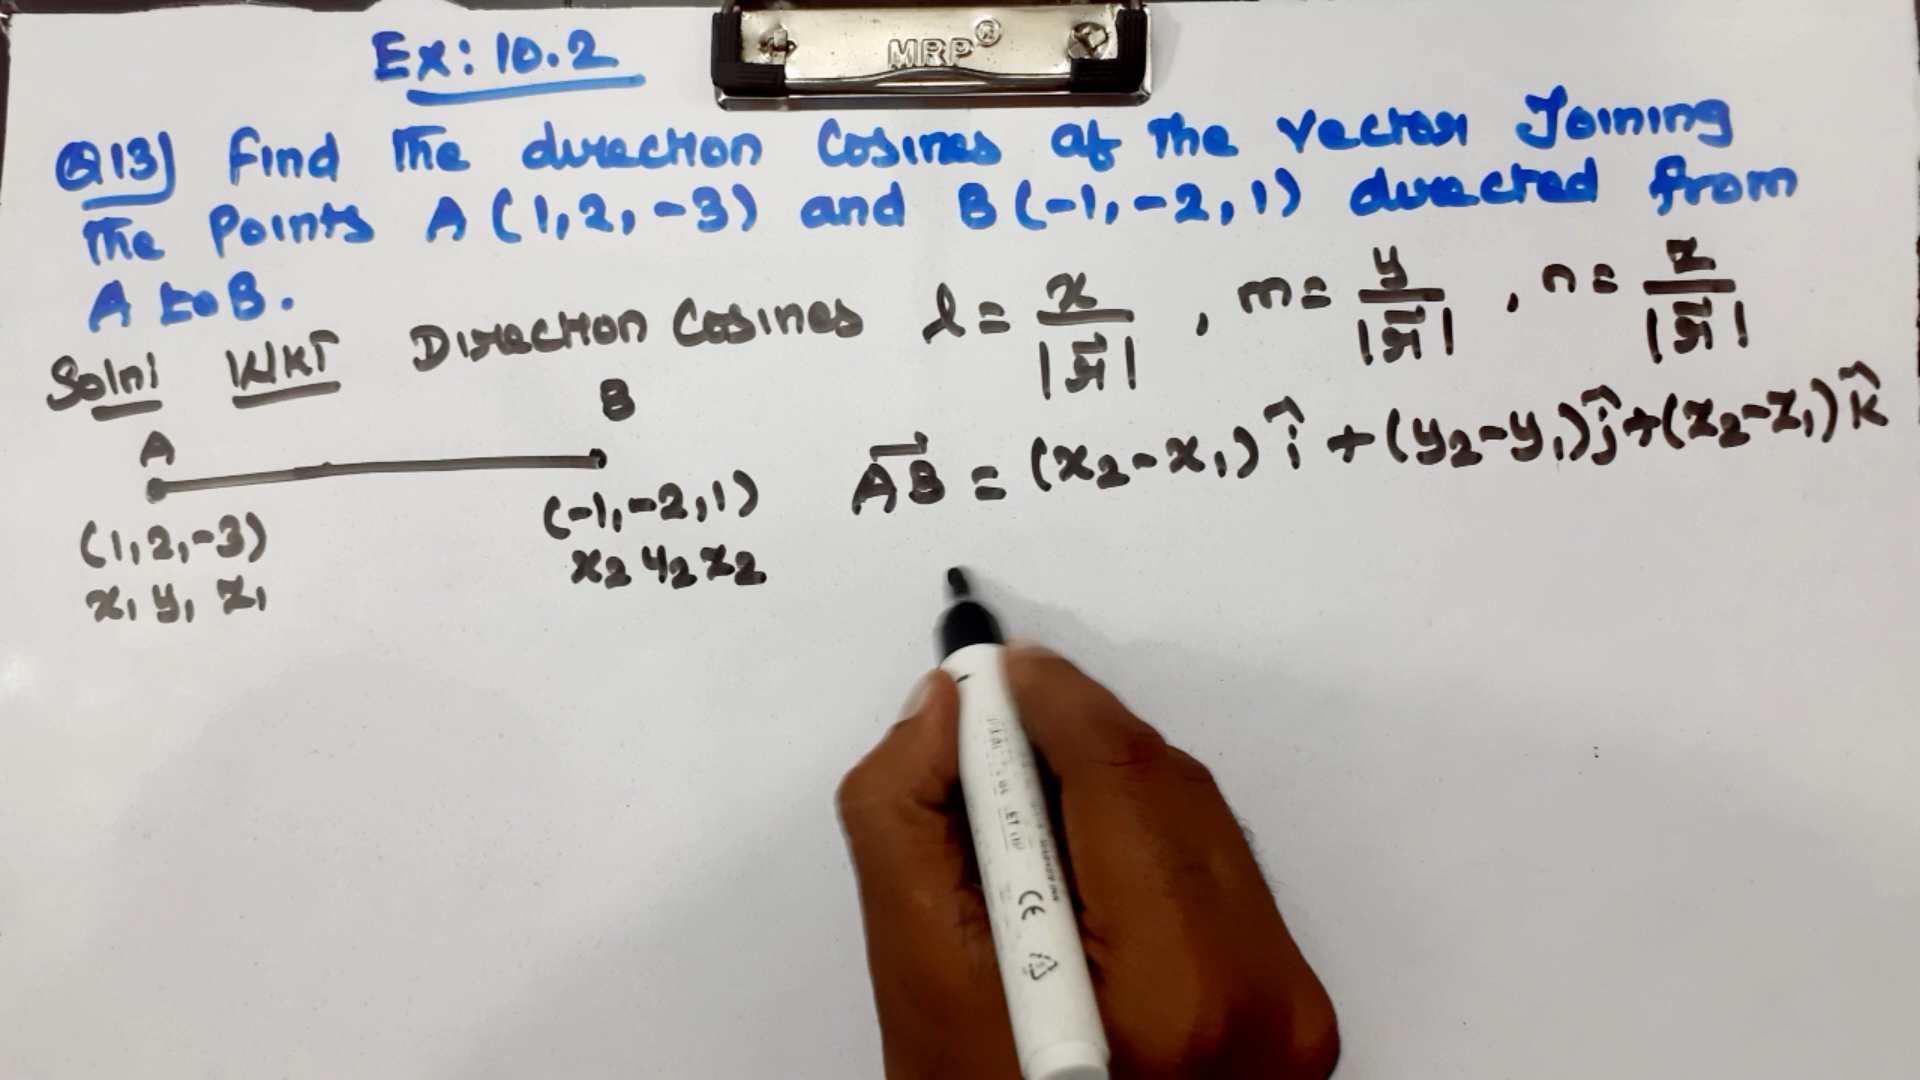 MRP®
Ex: 10.2
Q13) Find The direction Cosines of The Vector Joining
The Points A (1, 2, -3) and B (-1, -2, 1) directed from
A to B.
Soln: WKT Direction Cosines l = x/|r⃗| , m = y/|r⃗| , n = z/|r⃗|
A B
(1, 2, -3) (-1, -2, 1)
x₁ y₁ z₁ x₂ y₂ z₂
A⃗B⃗ = (x₂ - x₁) î + (y₂ - y₁) ĵ + (z₂ - z₁) k̂
CE